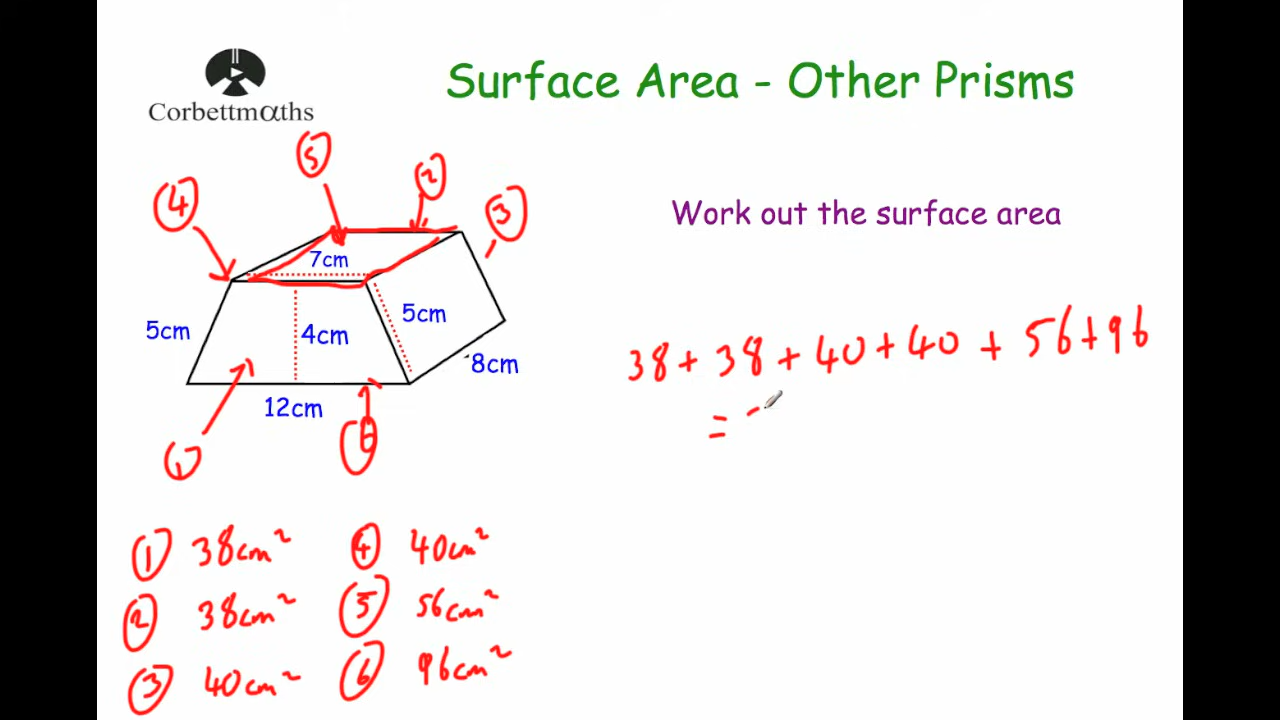 Corbettmαths
Surface Area - Other Prisms
Work out the surface area
5
2
4
3
7cm
5cm
4cm
5cm
8cm
12cm
1
6
38 + 38 + 40 + 40 + 56 + 96
=
1 38cm² 4 40cm²
2 38cm² 5 56cm²
3 40cm² 6 96cm²